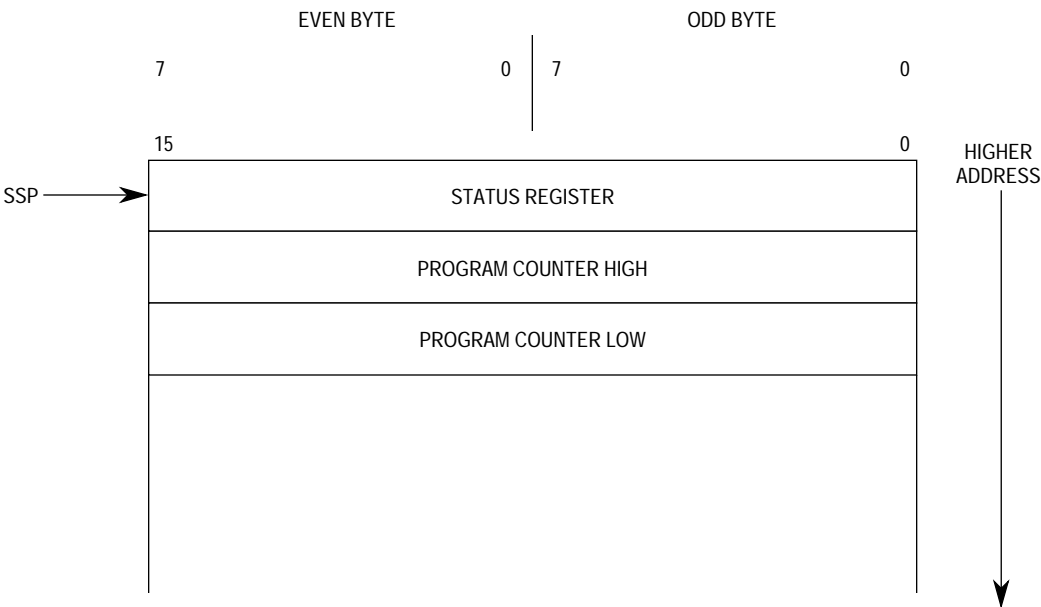 EVEN BYTE ODD BYTE
7 0 7 0
15 0
HIGHER
ADDRESS
SSP
STATUS REGISTER
PROGRAM COUNTER HIGH
PROGRAM COUNTER LOW